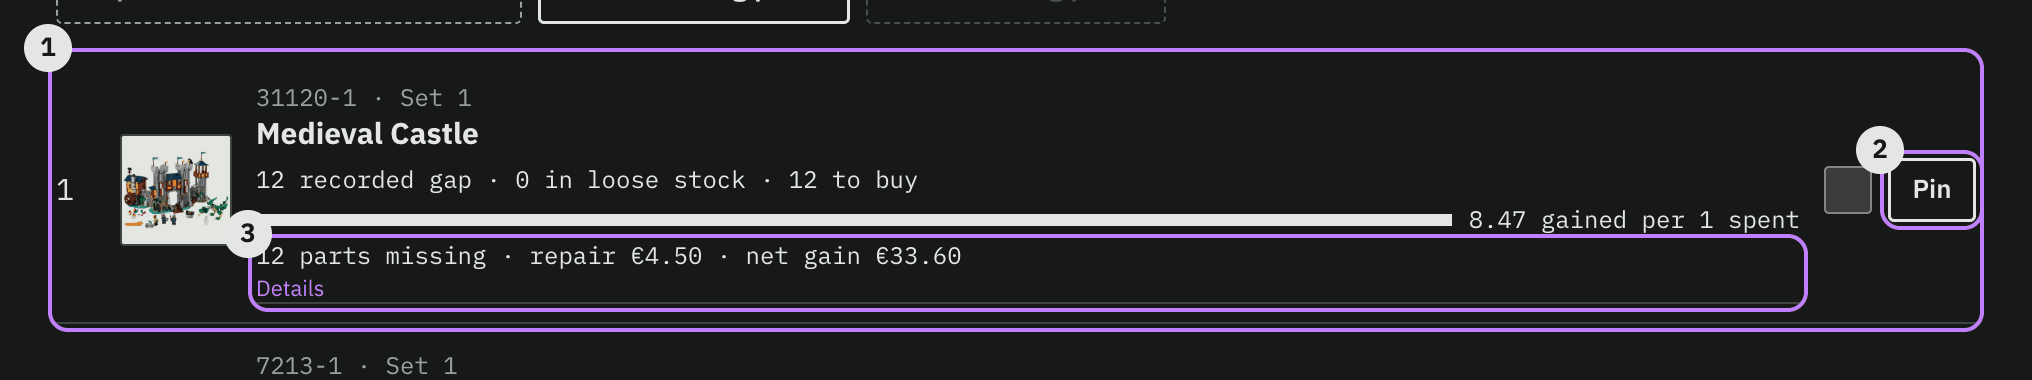 1
31120-1 · Set 1
Medieval Castle
12 recorded gap · 0 in loose stock · 12 to buy
1
2
Pin
8.47 gained per 1 spent
3
12 parts missing · repair €4.50 · net gain €33.60
Details
7213-1 · Set 1